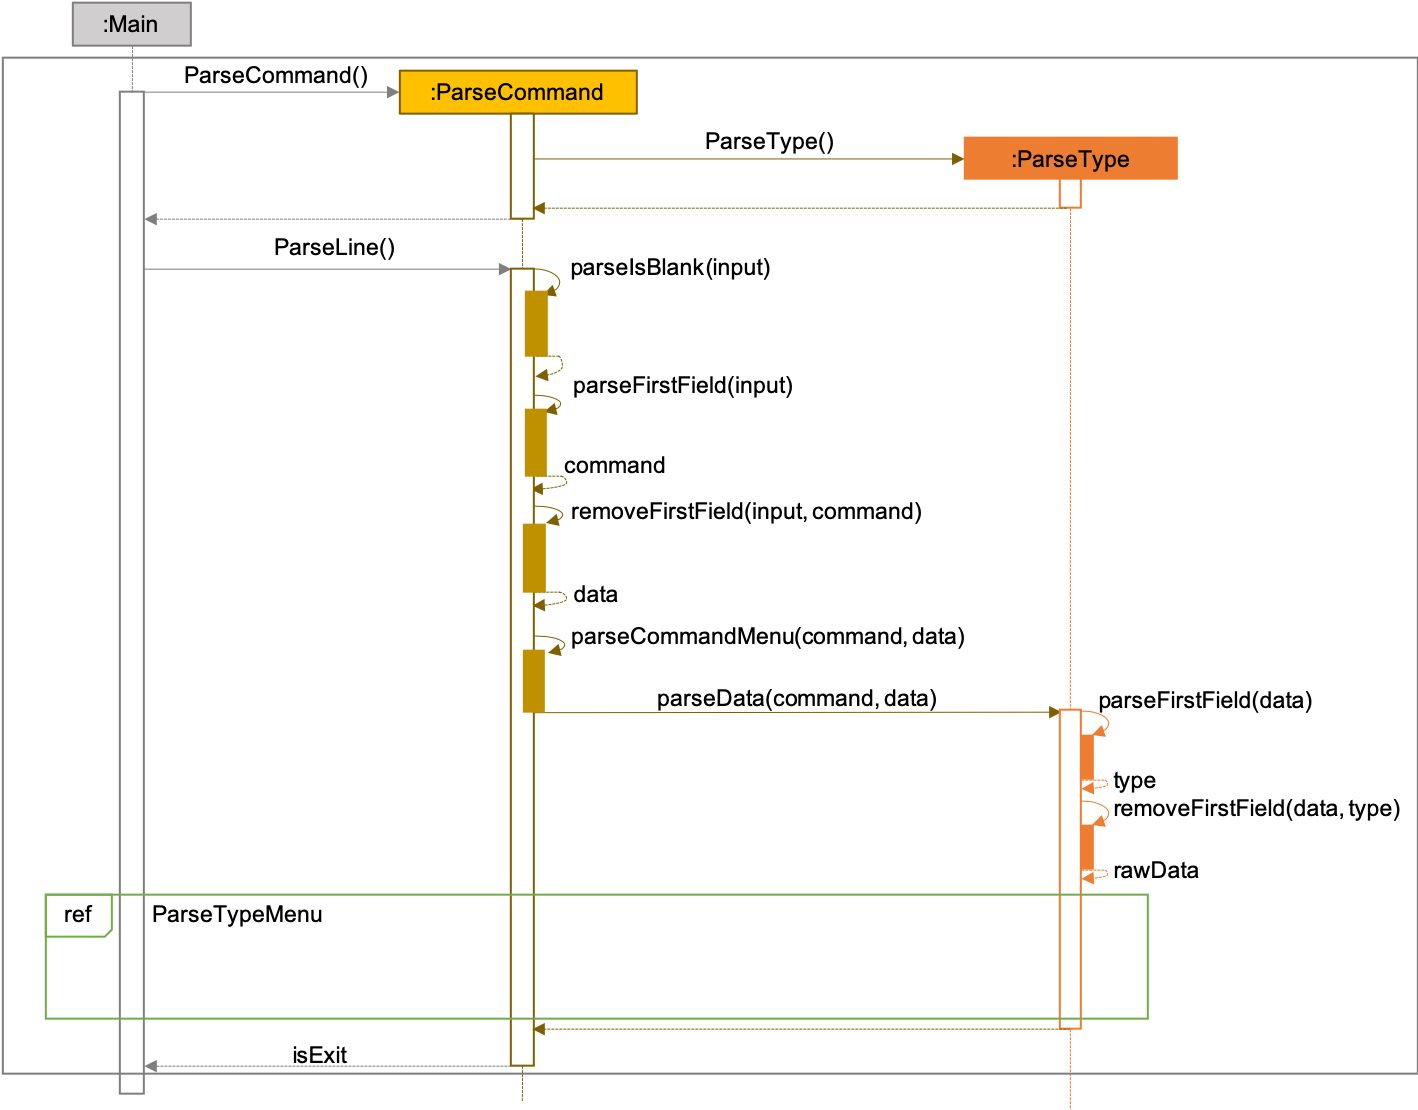 :Main
ParseCommand()
:ParseCommand
ParseType()
:ParseType
ParseLine()
parseIsBlank(input)
parseFirstField(input)
command
removeFirstField(input, command)
data
parseCommandMenu(command, data)
parseData(command, data)
parseFirstField(data)
type
removeFirstField(data, type)
rawData
ref
ParseTypeMenu
isExit